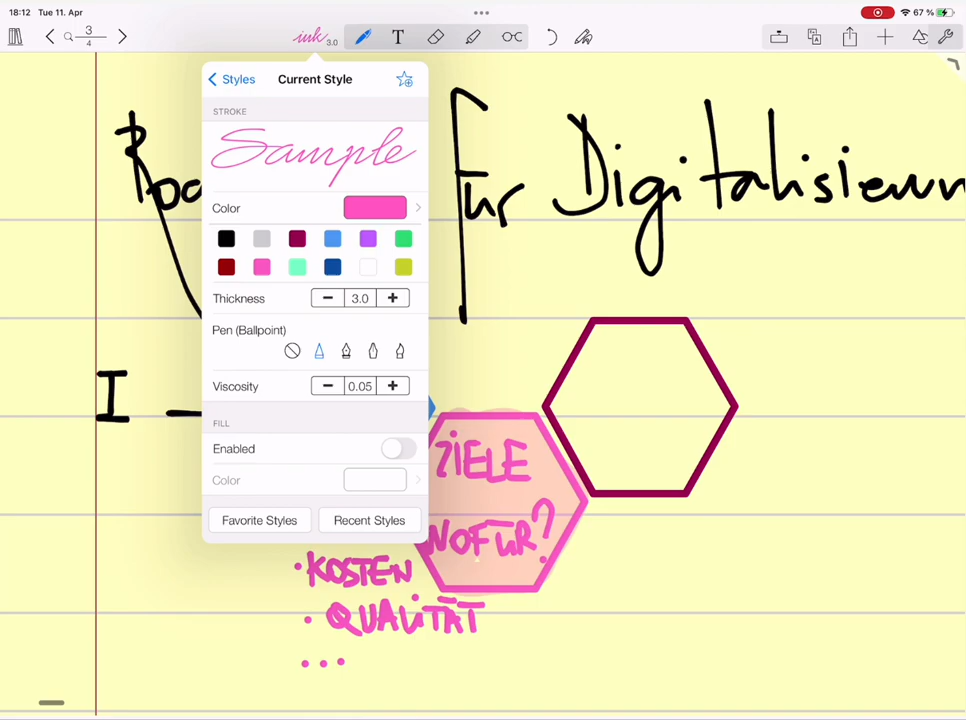 18:12 Tue 11. Apr
67 %
3
4
ink 3.0
T
Styles
Current Style
STROKE
Sample
Color
Thickness
3.0
Pen (Ballpoint)
Viscosity
0.05
FILL
Enabled
Color
Favorite Styles
Recent Styles
für Digitalisierun
I
ZiELE
WOFÜR?
• KOSTEN
• QUALiTÄT
...